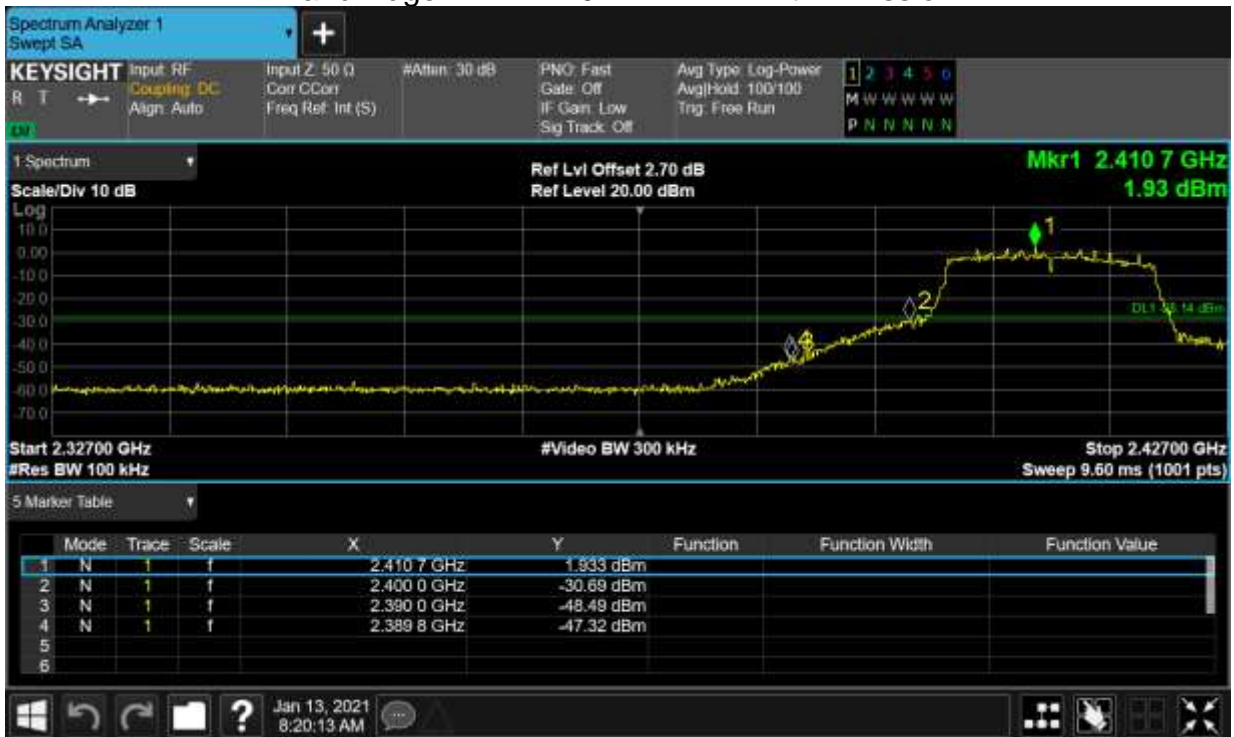 Spectrum Analyzer 1
Swept SA
+
KEYSIGHT
R T
Input: RF
Coupling: DC
Align: Auto
Input Z: 50 Ω
Corr CCorr
Freq Ref: Int (S)
#Atten: 30 dB
PNO: Fast
Gate: Off
IF Gain: Low
Sig Track: Off
Avg Type: Log-Power
Avg|Hold: 100/100
Trig: Free Run
1 2 3 4 5 6
M W W W W W
P N N N N N
1 Spectrum
Scale/Div 10 dB
Ref Lvl Offset 2.70 dB
Ref Level 20.00 dBm
Mkr1 2.410 7 GHz
1.93 dBm
Log
10.0
0.00
-10.0
-20.0
-30.0
-40.0
-50.0
-60.0
-70.0
1
2
Start 2.32700 GHz
#Res BW 100 kHz
#Video BW 300 kHz
Stop 2.42700 GHz
Sweep 9.60 ms (1001 pts)
5 Marker Table
Mode Trace Scale X Y Function Function Width Function Value
1 N 1 f 2.410 7 GHz 1.933 dBm
2 N 1 f 2.400 0 GHz -30.69 dBm
3 N 1 f 2.390 0 GHz -48.49 dBm
4 N 1 f 2.389 8 GHz -47.32 dBm
5
6
?
Jan 13, 2021
8:20:13 AM